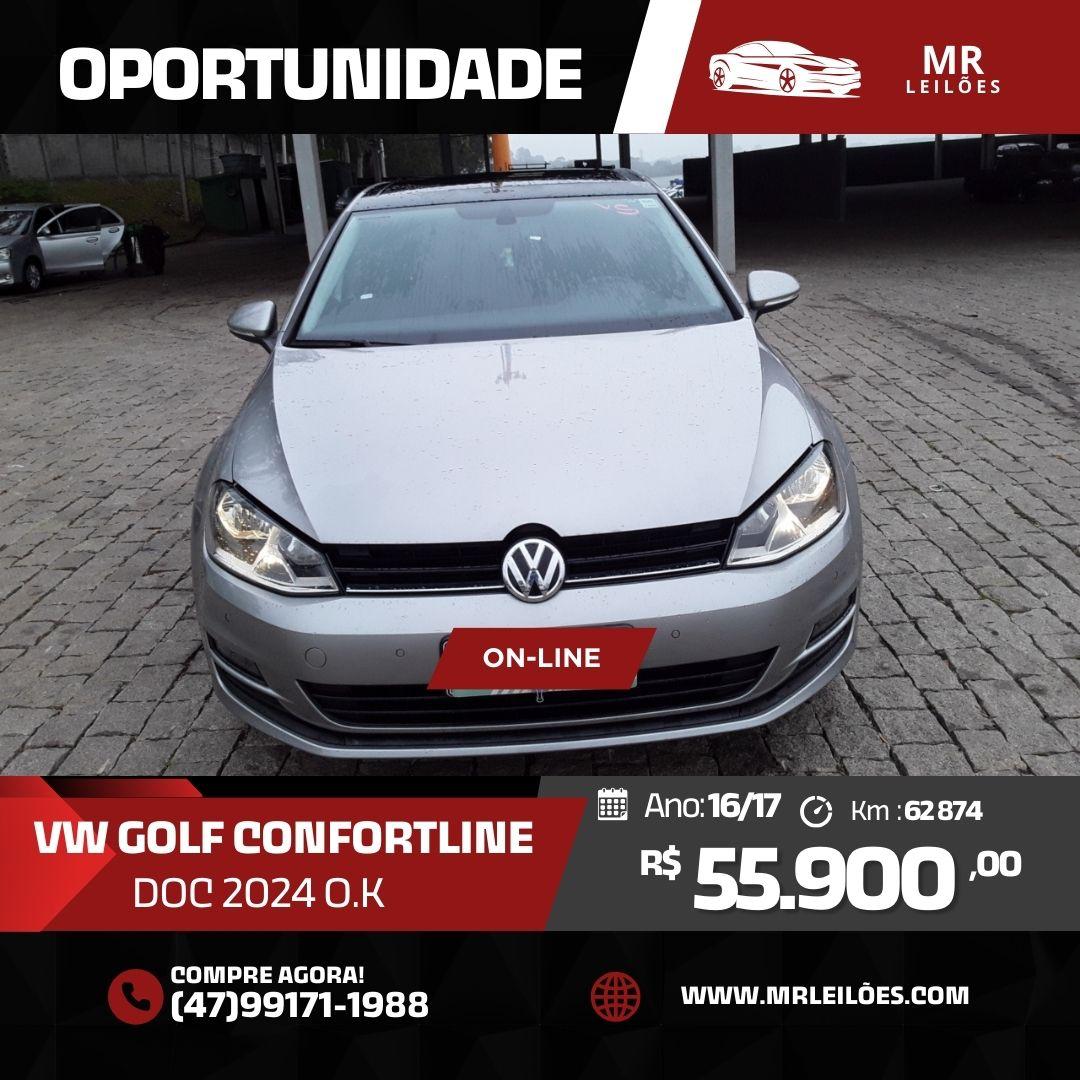 OPORTUNIDADE
MR
LEILÕES
ON-LINE
VW GOLF CONFORTLINE
DOC 2024 O.K
Ano: 16/17
Km : 62 874
R$ 55.900 ,00
COMPRE AGORA!
(47)99171-1988
WWW.MRLEILÕES.COM